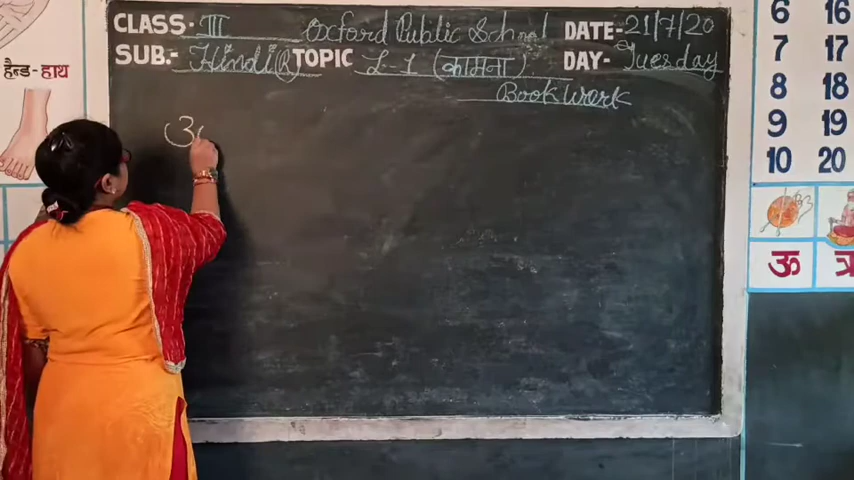 CLASS:- III Oxford Public School DATE- 21/7/20
SUB.- Hindi(R) TOPIC L-1 (कामना) DAY- Tuesday
Book Work
हैन्ड-हाथ
6 16
7 17
8 18
9 19
10 20
ऊ त्र